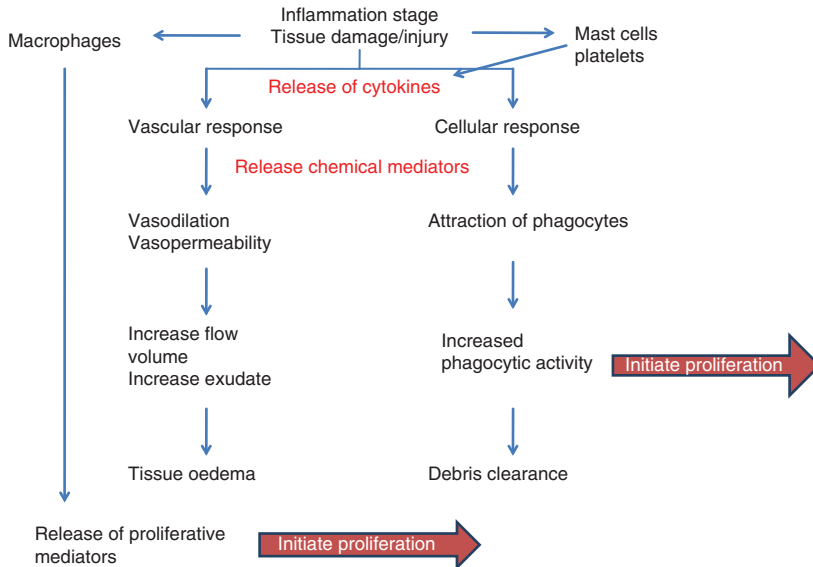 Inflammation stage
Tissue damage/injury
Macrophages
Mast cells
platelets
Release of cytokines
Vascular response
Cellular response
Release chemical mediators
Vasodilation
Vasopermeability
Attraction of phagocytes
Increase flow
volume
Increase exudate
Increased
phagocytic activity
Initiate proliferation
Tissue oedema
Debris clearance
Release of proliferative
mediators
Initiate proliferation